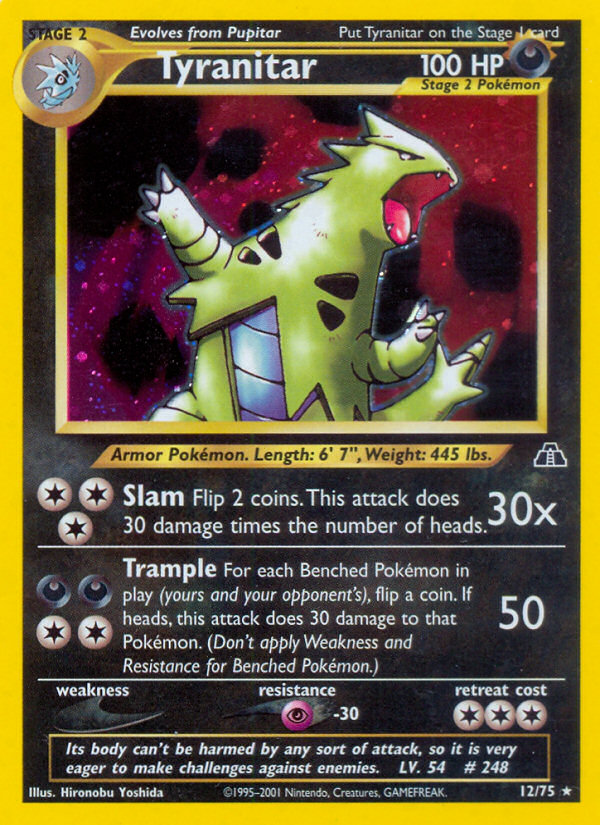 STAGE 2 Evolves from Pupitar Put Tyranitar on the Stage 1 card
Tyranitar 100 HP
Stage 2 Pokémon
Armor Pokémon. Length: 6' 7", Weight: 445 lbs.
Slam Flip 2 coins. This attack does
30 damage times the number of heads. 30x
Trample For each Benched Pokémon in
play (yours and your opponent's), flip a coin. If
heads, this attack does 30 damage to that 50
Pokémon. (Don't apply Weakness and
Resistance for Benched Pokémon.)
weakness resistance retreat cost
-30
Its body can't be harmed by any sort of attack, so it is very
eager to make challenges against enemies. LV. 54 # 248
Illus. Hironobu Yoshida ©1995-2001 Nintendo, Creatures, GAMEFREAK. 12/75 ★